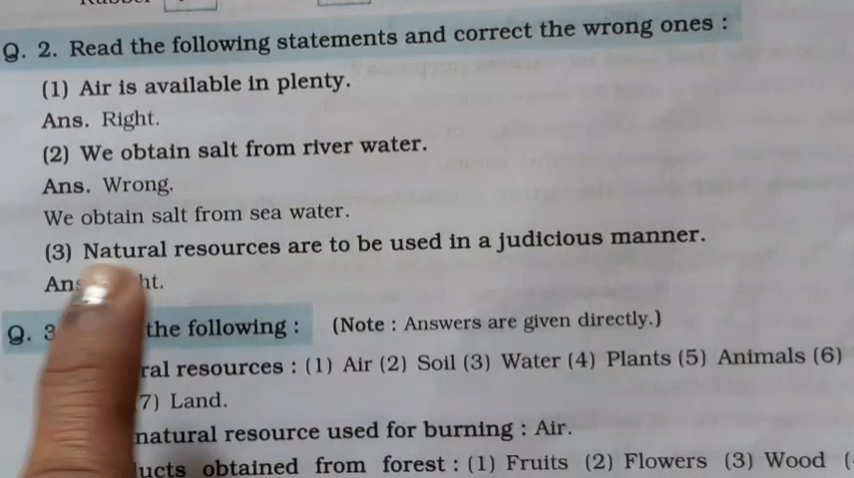 Q. 2. Read the following statements and correct the wrong ones :
(1) Air is available in plenty.
Ans. Right.
(2) We obtain salt from river water.
Ans. Wrong.
We obtain salt from sea water.
(3) Natural resources are to be used in a judicious manner.
Q. 3 the following : (Note : Answers are given directly.)
resources : (1) Air (2) Soil (3) Water (4) Plants (5) Animals (6)
7) Land.
natural resource used for burning : Air.
obtained from forest : (1) Fruits (2) Flowers (3) Wood